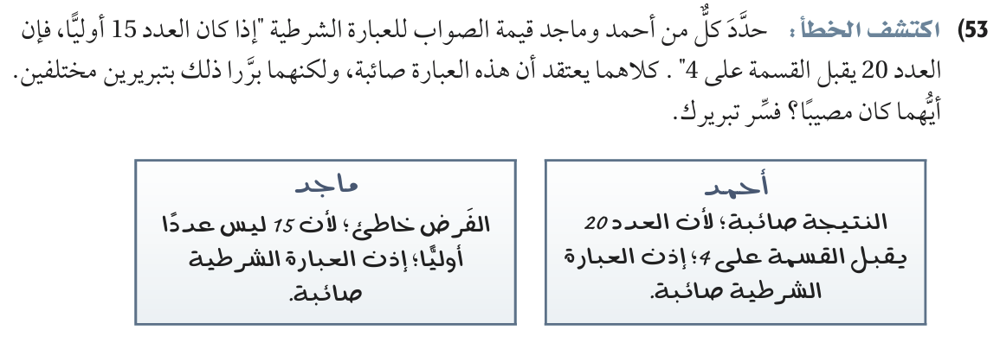 53) اكتشف الخطأ: حدَّدَ كلٌّ من أحمد وماجد قيمة الصواب للعبارة الشرطية "إذا كان العدد 15 أوليًّا، فإن
العدد 20 يقبل القسمة على 4". كلاهما يعتقد أن هذه العبارة صائبة، ولكنهما برَّرا ذلك بتبريرين مختلفين.
أيُّهما كان مصيبًا؟ فسِّر تبريرك.
أحمد
النتيجة صائبة؛ لأن العدد 20
يقبل القسمة على 4؛ إذن العبارة
الشرطية صائبة.
ماجد
الفَرض خاطئ؛ لأن 15 ليس عددًا
أوليًّا؛ إذن العبارة الشرطية
صائبة.